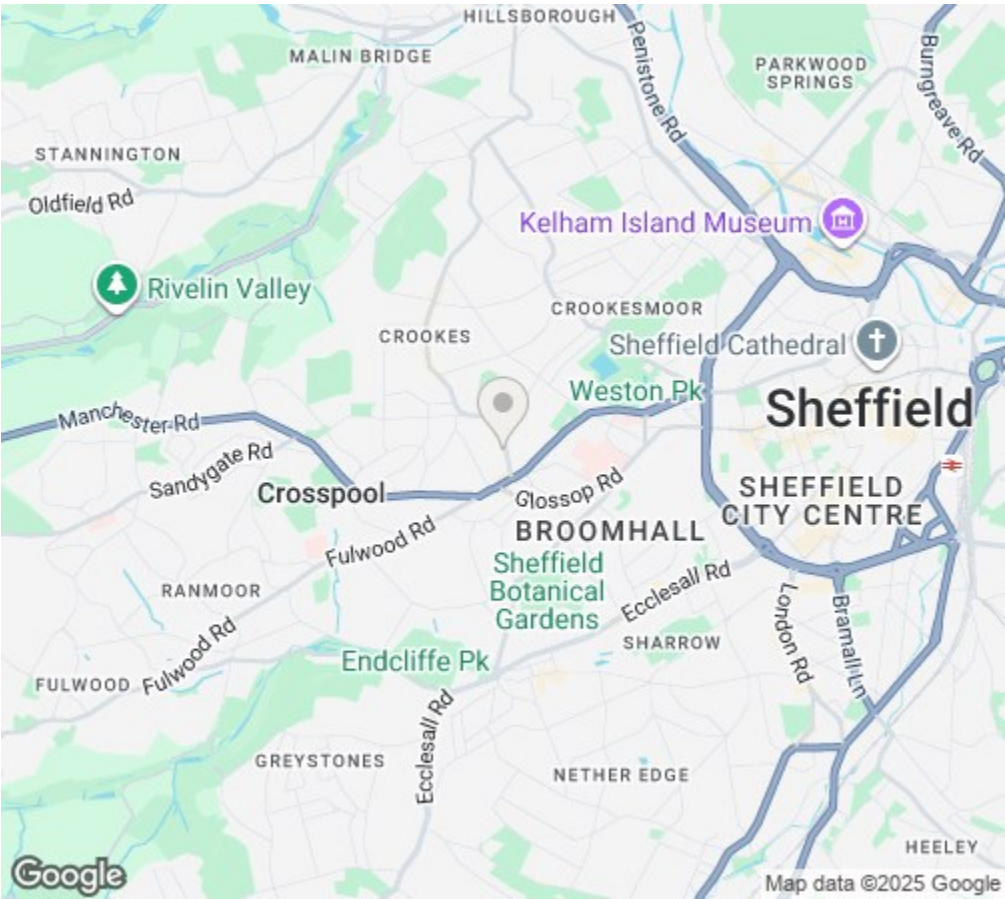 HILLSBOROUGH
MALIN BRIDGE
Penistone Rd
PARKWOOD
SPRINGS
Burngreave Rd
STANNINGTON
Oldfield Rd
Kelham Island Museum
Rivelin Valley
CROOKESMOOR
CROOKES
Sheffield Cathedral
Weston Pk
Manchester Rd
Sheffield
Sandygate Rd
Crosspool
Glossop Rd
SHEFFIELD
CITY CENTRE
BROOMHALL
Fulwood Rd
Sheffield
Botanical
Gardens
Ecclesall Rd
RANMOOR
London Rd
Bramall Ln
SHARROW
Fulwood Rd
Endcliffe Pk
FULWOOD
Ecclesall Rd
GREYSTONES
NETHER EDGE
HEELEY
Google
Map data ©2025 Google